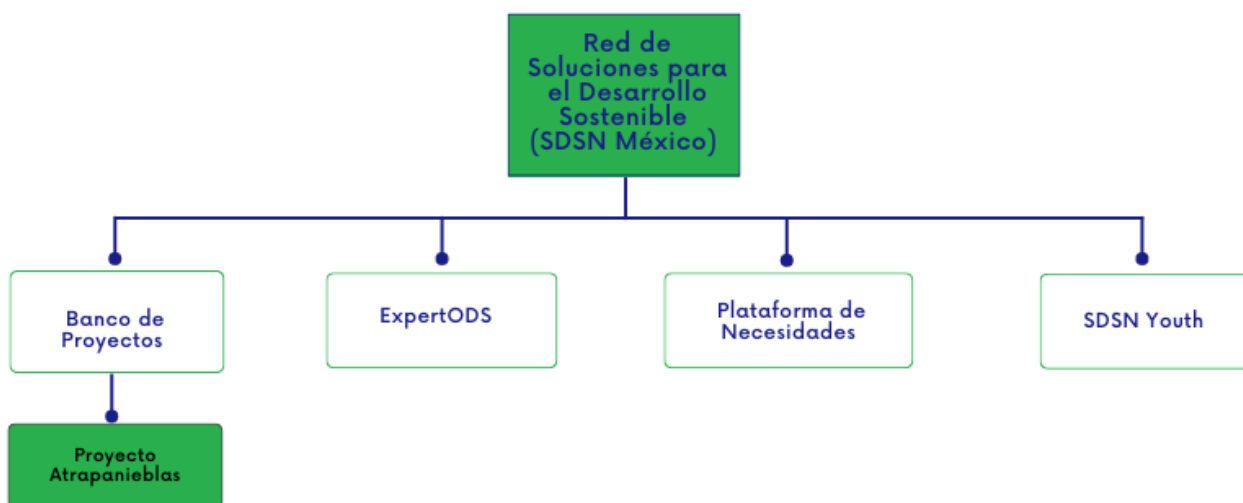 Red de
Soluciones para
el Desarrollo
Sostenible
(SDSN México)
Banco de
Proyectos
ExpertODS
Plataforma de
Necesidades
SDSN Youth
Proyecto
Atrapanieblas